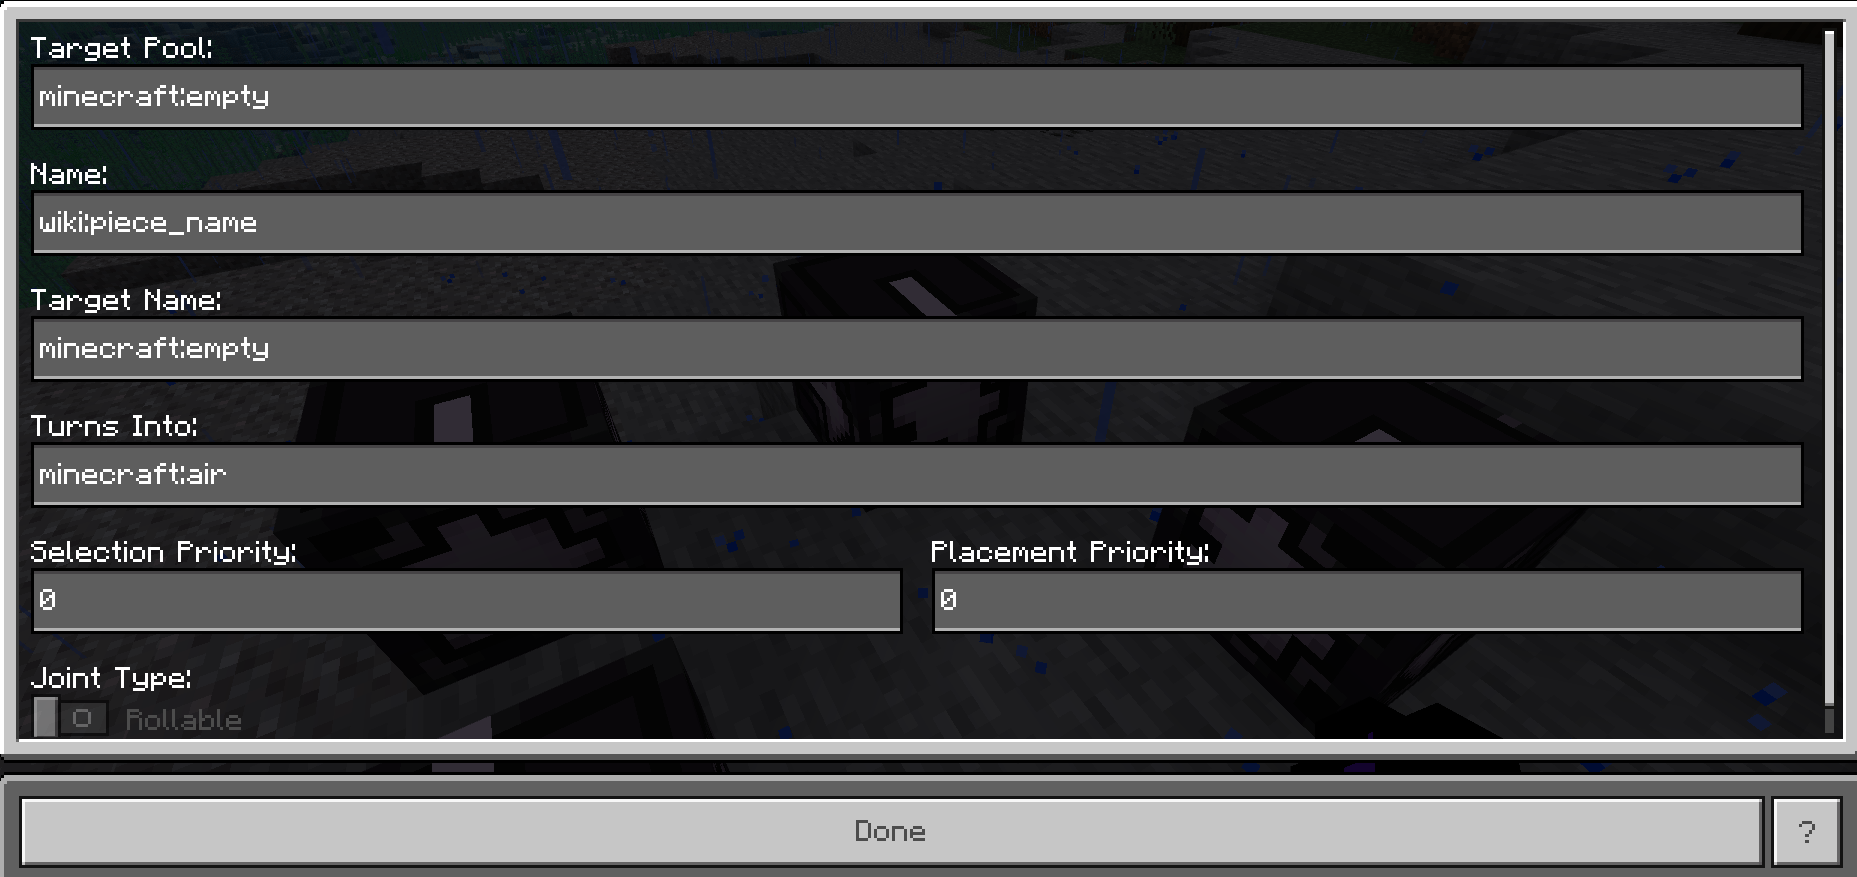 Target Pool:
minecraft:empty
Name:
wiki:piece_name
Target Name:
minecraft:empty
Turns Into:
minecraft:air
Selection Priority:
0
Placement Priority:
0
Joint Type:
Rollable
Done
?